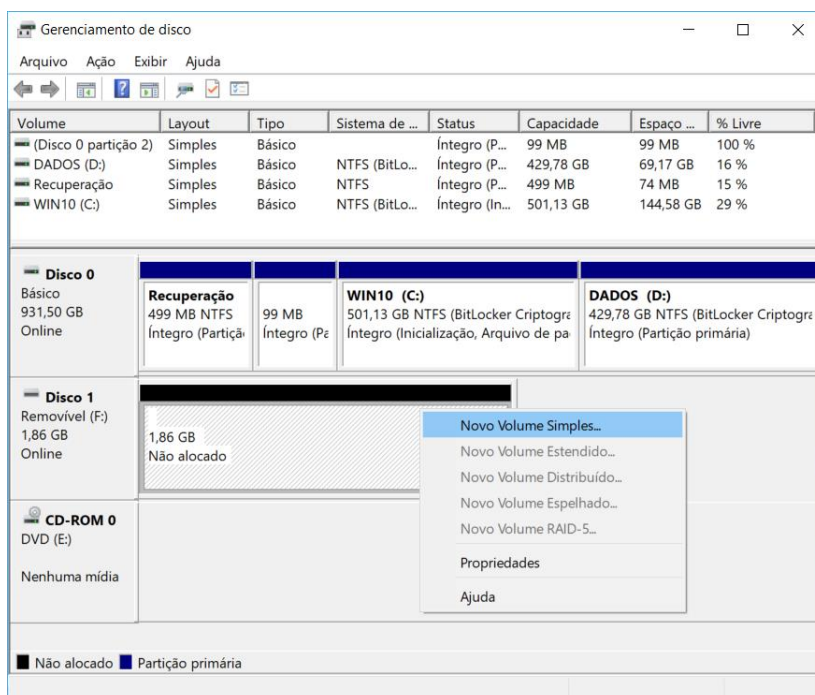 Gerenciamento de disco
Arquivo Ação Exibir Ajuda
Volume Layout Tipo Sistema de ... Status Capacidade Espaço ... % Livre
(Disco 0 partição 2) Simples Básico Íntegro (P... 99 MB 99 MB 100 %
DADOS (D:) Simples Básico NTFS (BitLo... Íntegro (P... 429,78 GB 69,17 GB 16 %
Recuperação Simples Básico NTFS Íntegro (P... 499 MB 74 MB 15 %
WIN10 (C:) Simples Básico NTFS (BitLo... Íntegro (In... 501,13 GB 144,58 GB 29 %
Disco 0
Básico
931,50 GB
Online
Recuperação
499 MB NTFS
Íntegro (Partiçã
99 MB
Íntegro (Pa
WIN10 (C:)
501,13 GB NTFS (BitLocker Criptogra
Íntegro (Inicialização, Arquivo de pa
DADOS (D:)
429,78 GB NTFS (BitLocker Criptogra
Íntegro (Partição primária)
Disco 1
Removível (F:)
1,86 GB
Online
1,86 GB
Não alocado
Novo Volume Simples...
Novo Volume Estendido...
Novo Volume Distribuído...
Novo Volume Espelhado...
Novo Volume RAID-5...
Propriedades
Ajuda
CD-ROM 0
DVD (E:)
Nenhuma mídia
Não alocado Partição primária